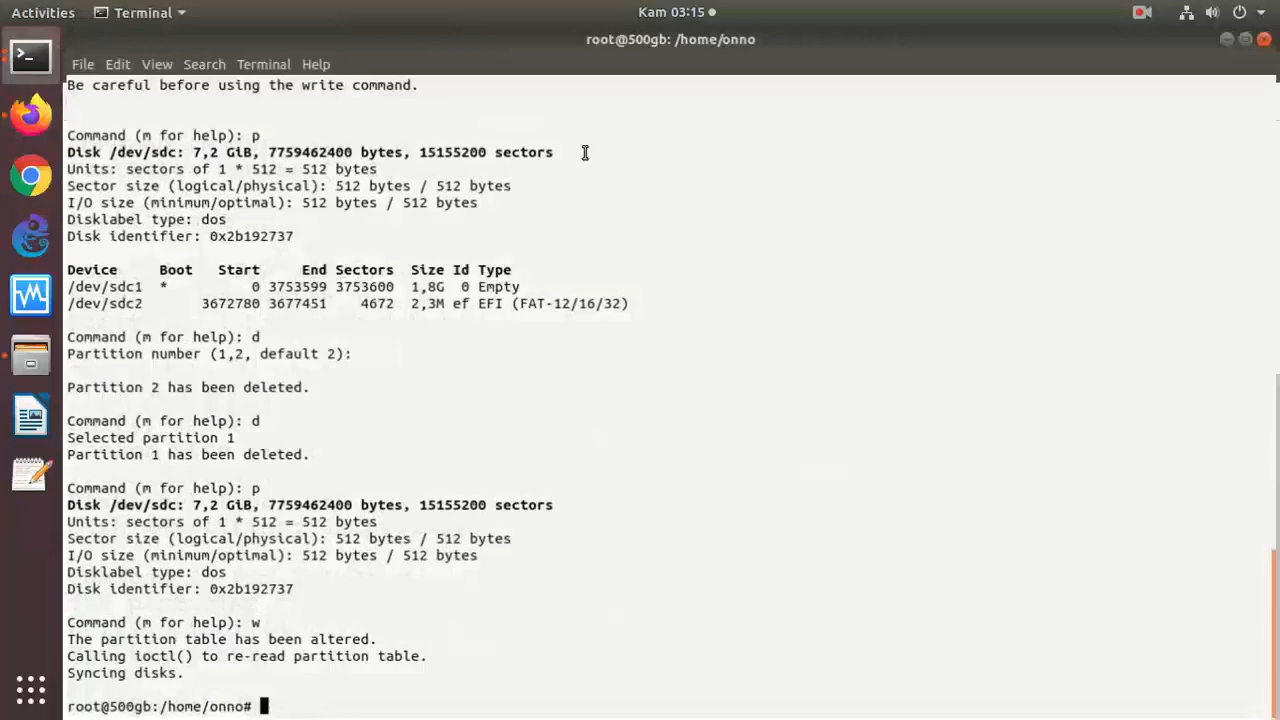 Activities Terminal Kam 03:15
root@500gb: /home/onno
File Edit View Search Terminal Help
Be careful before using the write command.
Command (m for help): p
Disk /dev/sdc: 7,2 GiB, 7759462400 bytes, 15155200 sectors
Units: sectors of 1 * 512 = 512 bytes
Sector size (logical/physical): 512 bytes / 512 bytes
I/O size (minimum/optimal): 512 bytes / 512 bytes
Disklabel type: dos
Disk identifier: 0x2b192737
Device Boot Start End Sectors Size Id Type
/dev/sdc1 * 0 3753599 3753600 1,8G 0 Empty
/dev/sdc2 3672780 3677451 4672 2,3M ef EFI (FAT-12/16/32)
Command (m for help): d
Partition number (1,2, default 2):
Partition 2 has been deleted.
Command (m for help): d
Selected partition 1
Partition 1 has been deleted.
Command (m for help): p
Disk /dev/sdc: 7,2 GiB, 7759462400 bytes, 15155200 sectors
Units: sectors of 1 * 512 = 512 bytes
Sector size (logical/physical): 512 bytes / 512 bytes
I/O size (minimum/optimal): 512 bytes / 512 bytes
Disklabel type: dos
Disk identifier: 0x2b192737
Command (m for help): w
The partition table has been altered.
Calling ioctl() to re-read partition table.
Syncing disks.
root@500gb:/home/onno#